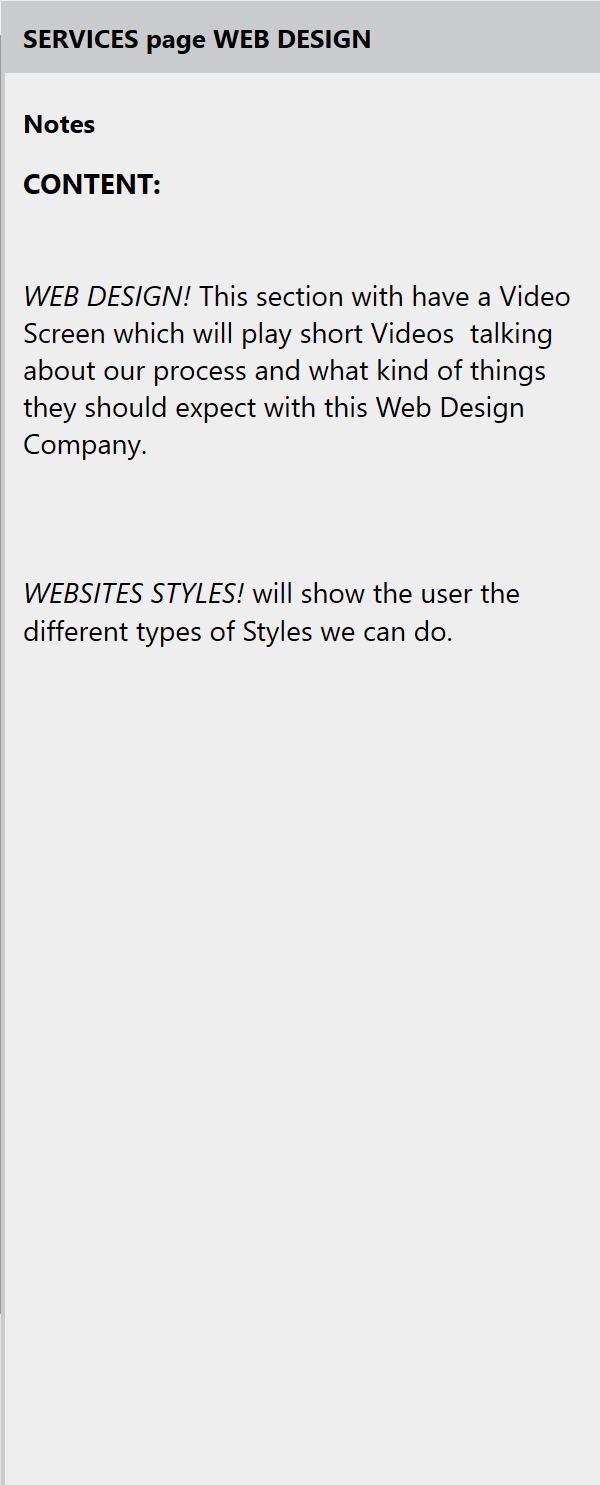 SERVICES page WEB DESIGN
Notes
CONTENT:
WEB DESIGN! This section with have a Video
Screen which will play short Videos  talking
about our process and what kind of things
they should expect with this Web Design
Company.
WEBSITES STYLES! will show the user the
different types of Styles we can do.